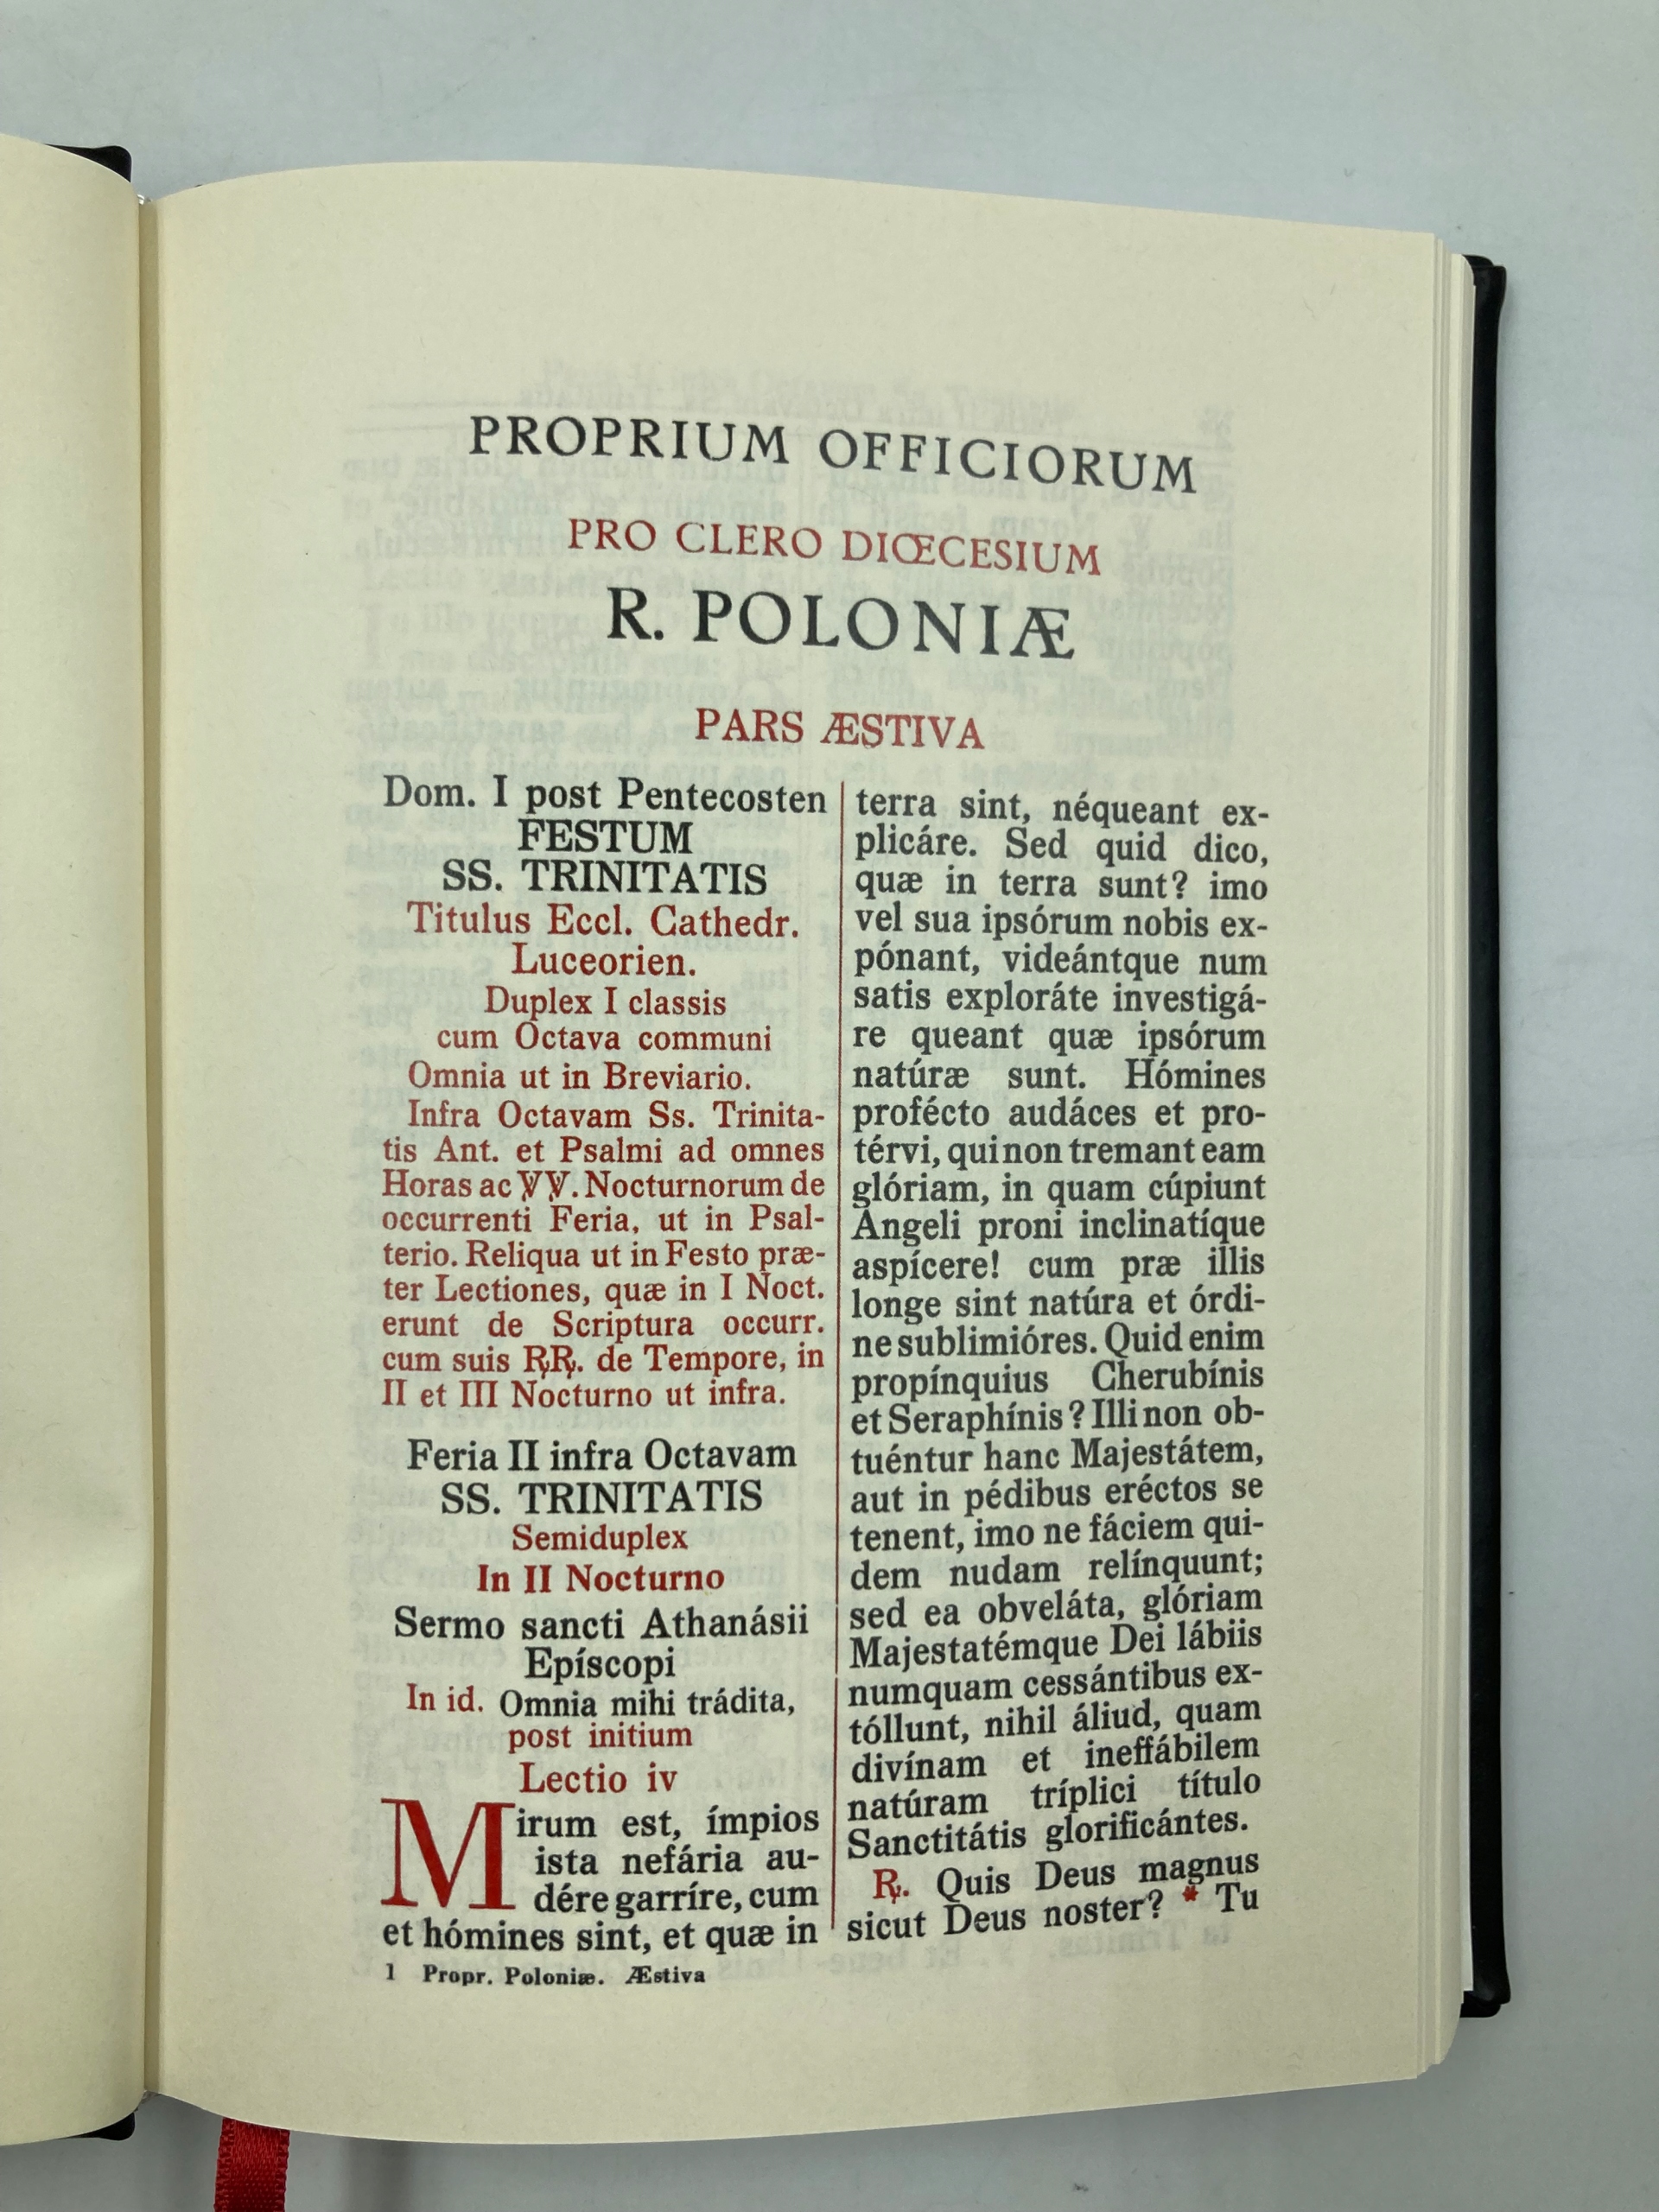 PROPRIUM OFFICIORUM
PRO CLERO DIŒCESIUM
R. POLONIÆ
PARS ÆSTIVA
Dom. I post Pentecosten
FESTUM
SS. TRINITATIS
Titulus Eccl. Cathedr.
Luceorien.
Duplex I classis
cum Octava communi
Omnia ut in Breviario.
Infra Octavam Ss. Trinita-
tis Ant. et Psalmi ad omnes
Horas ac ℣℣. Nocturnorum de
occurrenti Feria, ut in Psal-
terio. Reliqua ut in Festo præ-
ter Lectiones, quæ in I Noct.
erunt de Scriptura occurr.
cum suis ℟℟. de Tempore, in
II et III Nocturno ut infra.
Feria II infra Octavam
SS. TRINITATIS
Semiduplex
In II Nocturno
Sermo sancti Athanásii
Epíscopi
In id. Omnia mihi trádita,
post initium
Lectio iv
Mirum est, ímpios
ista nefária au-
dére garríre, cum
et hómines sint, et quæ in
terra sint, néqueant ex-
plicáre. Sed quid dico,
quæ in terra sunt? imo
vel sua ipsórum nobis ex-
pónant, videántque num
satis exploráte investigá-
re queant quæ ipsórum
natúræ sunt. Hómines
profécto audáces et pro-
térvi, qui non tremant eam
glóriam, in quam cúpiunt
Angeli proni inclinatíque
aspícere! cum præ illis
longe sint natúra et órdi-
ne sublimióres. Quid enim
propínquius Cherubínis
et Seraphínis? Illi non ob-
tuéntur hanc Majestátem,
aut in pédibus eréctos se
tenent, imo ne fáciem qui-
dem nudam relínquunt;
sed ea obveláta, glóriam
Majestatémque Dei lábiis
numquam cessántibus ex-
tóllunt, nihil áliud, quam
divínam et ineffábilem
natúram tríplici título
Sanctitátis glorificántes.
℟. Quis Deus magnus
sicut Deus noster? * Tu
1 Propr. Poloniæ. Æstiva